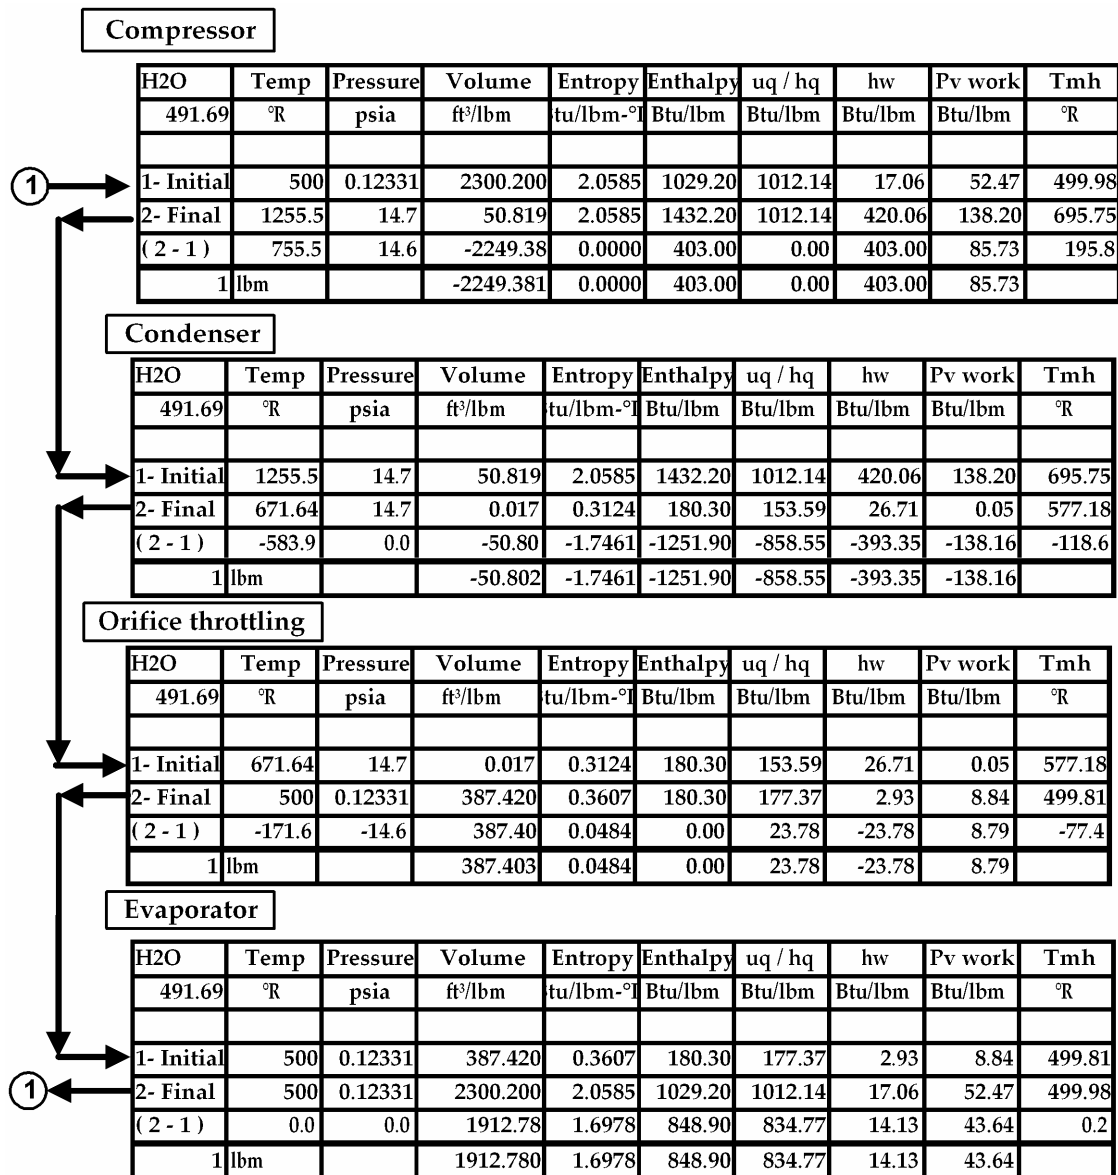 Compressor
H2O Temp Pressure Volume Entropy Enthalpy uq / hq hw Pv work Tmh
491.69 °R psia ft³/lbm tu/lbm-°I Btu/lbm Btu/lbm Btu/lbm Btu/lbm °R
1 1- Initial 500 0.12331 2300.200 2.0585 1029.20 1012.14 17.06 52.47 499.98
2- Final 1255.5 14.7 50.819 2.0585 1432.20 1012.14 420.06 138.20 695.75
( 2 - 1 ) 755.5 14.6 -2249.38 0.0000 403.00 0.00 403.00 85.73 195.8
1 lbm -2249.381 0.0000 403.00 0.00 403.00 85.73
Condenser
H2O Temp Pressure Volume Entropy Enthalpy uq / hq hw Pv work Tmh
491.69 °R psia ft³/lbm tu/lbm-°I Btu/lbm Btu/lbm Btu/lbm Btu/lbm °R
1- Initial 1255.5 14.7 50.819 2.0585 1432.20 1012.14 420.06 138.20 695.75
2- Final 671.64 14.7 0.017 0.3124 180.30 153.59 26.71 0.05 577.18
( 2 - 1 ) -583.9 0.0 -50.80 -1.7461 -1251.90 -858.55 -393.35 -138.16 -118.6
1 lbm -50.802 -1.7461 -1251.90 -858.55 -393.35 -138.16
Orifice throttling
H2O Temp Pressure Volume Entropy Enthalpy uq / hq hw Pv work Tmh
491.69 °R psia ft³/lbm tu/lbm-°I Btu/lbm Btu/lbm Btu/lbm Btu/lbm °R
1- Initial 671.64 14.7 0.017 0.3124 180.30 153.59 26.71 0.05 577.18
2- Final 500 0.12331 387.420 0.3607 180.30 177.37 2.93 8.84 499.81
( 2 - 1 ) -171.6 -14.6 387.40 0.0484 0.00 23.78 -23.78 8.79 -77.4
1 lbm 387.403 0.0484 0.00 23.78 -23.78 8.79
Evaporator
H2O Temp Pressure Volume Entropy Enthalpy uq / hq hw Pv work Tmh
491.69 °R psia ft³/lbm tu/lbm-°I Btu/lbm Btu/lbm Btu/lbm Btu/lbm °R
1- Initial 500 0.12331 387.420 0.3607 180.30 177.37 2.93 8.84 499.81
1 2- Final 500 0.12331 2300.200 2.0585 1029.20 1012.14 17.06 52.47 499.98
( 2 - 1 ) 0.0 0.0 1912.78 1.6978 848.90 834.77 14.13 43.64 0.2
1 lbm 1912.780 1.6978 848.90 834.77 14.13 43.64